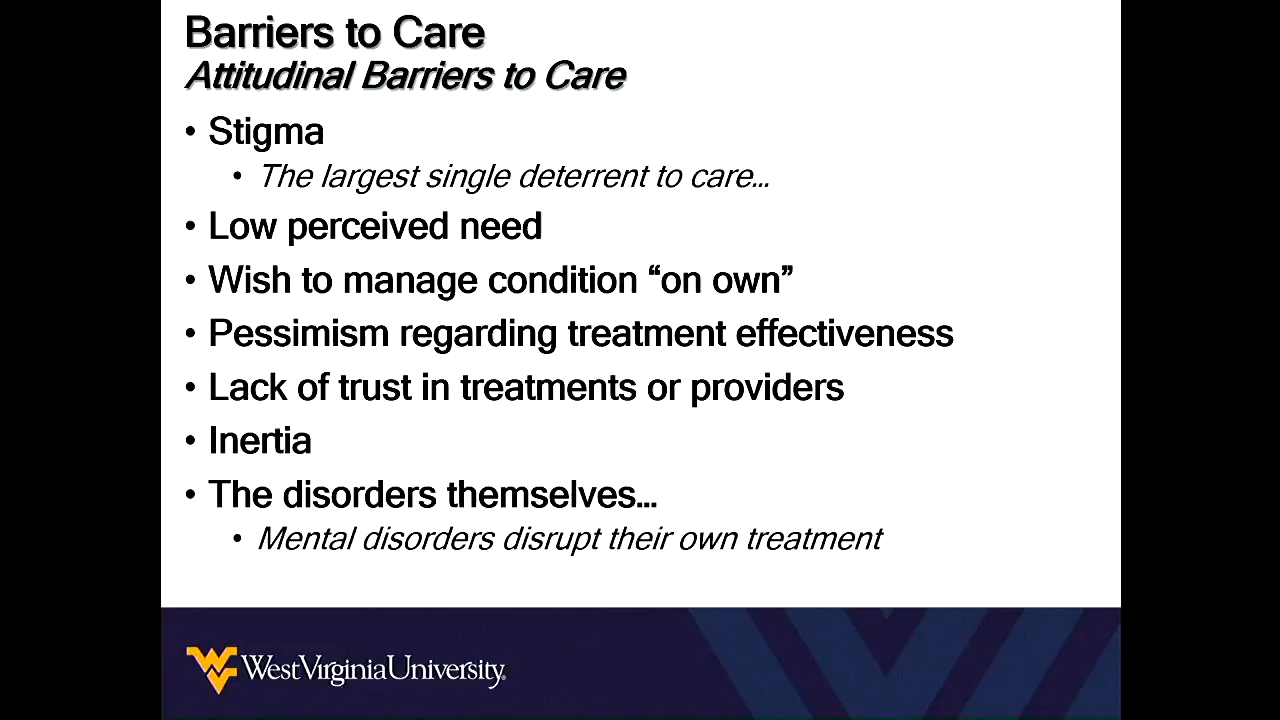 Barriers to Care
Attitudinal Barriers to Care
• Stigma
• The largest single deterrent to care…
• Low perceived need
• Wish to manage condition “on own”
• Pessimism regarding treatment effectiveness
• Lack of trust in treatments or providers
• Inertia
• The disorders themselves…
• Mental disorders disrupt their own treatment
WV WestVirginiaUniversity®